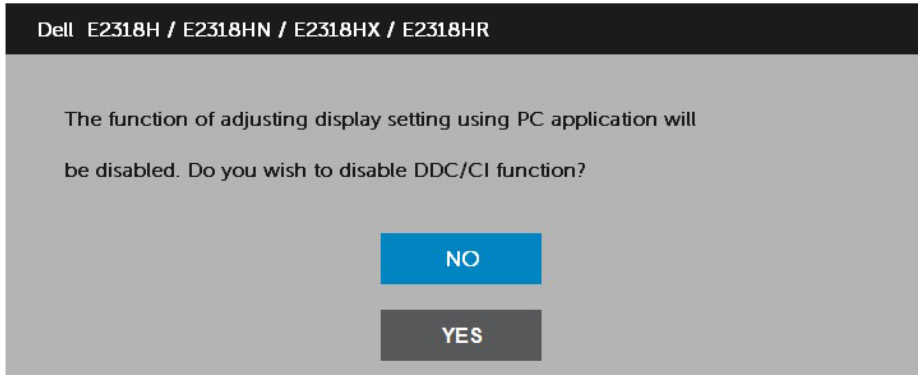 Dell E2318H / E2318HN / E2318HX / E2318HR
The function of adjusting display setting using PC application will
be disabled. Do you wish to disable DDC/CI function?
NO
YES